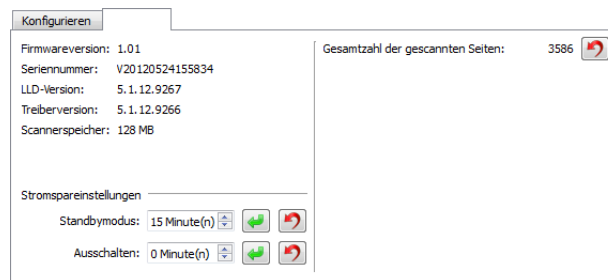 Konfigurieren
Firmwareversion: 1.01
Seriennummer: V20120524155834
LLD-Version: 5.1.12.9267
Treiberversion: 5.1.12.9266
Scannerspeicher: 128 MB
Gesamtzahl der gescannten Seiten: 3586
Stromspareinstellungen
Standbymodus: 15 Minute(n)
Ausschalten: 0 Minute(n)